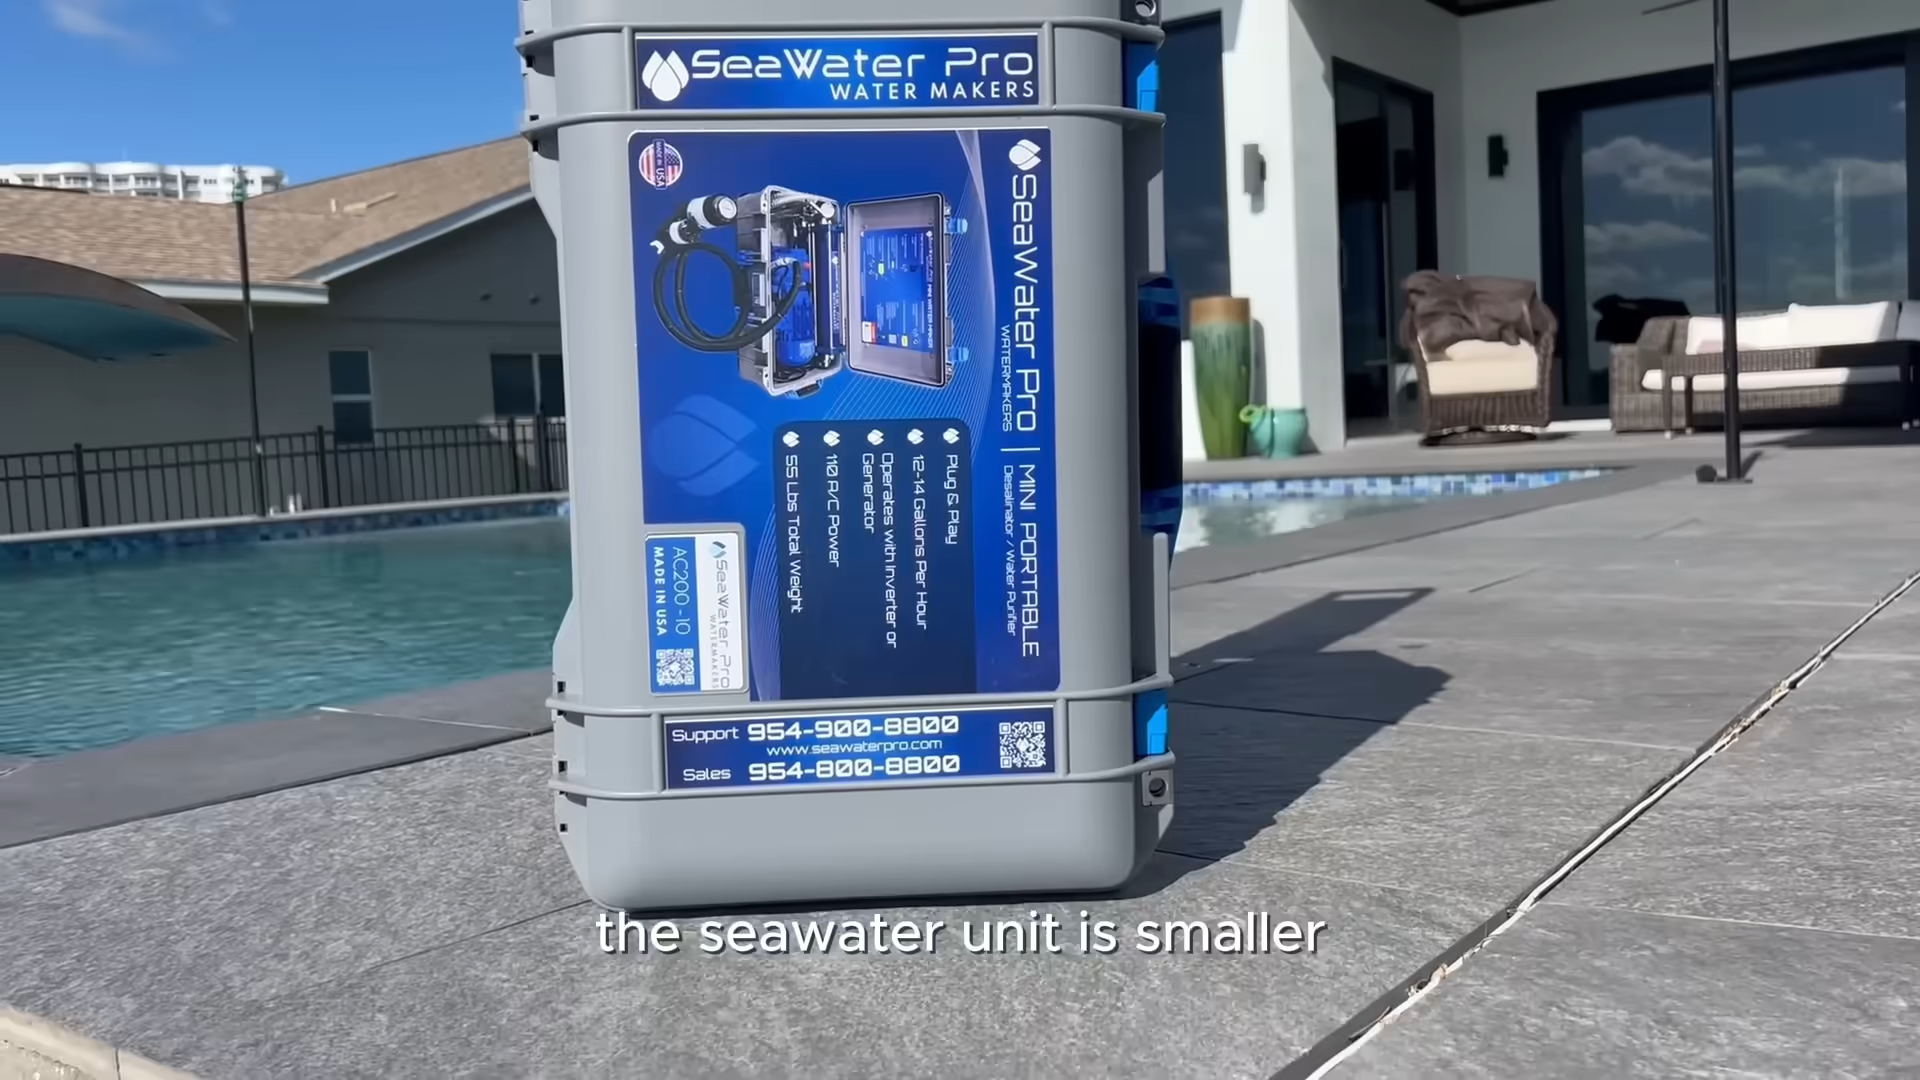 SeaWater Pro
WATER MAKERS
MADE IN USA
SeaWater Pro | MINI PORTABLE
WATERMAKERS
Desalinator / Water Purifier
Plug & Play
12-14 Gallons Per Hour
Operates with Inverter or
Generator
110 A/C Power
55 Lbs Total Weight
SeaWater Pro
WATERMAKERS
AC200-10
MADE IN USA
Support 954-900-8800
www.seawaterpro.com
Sales 954-800-8800
the seawater unit is smaller